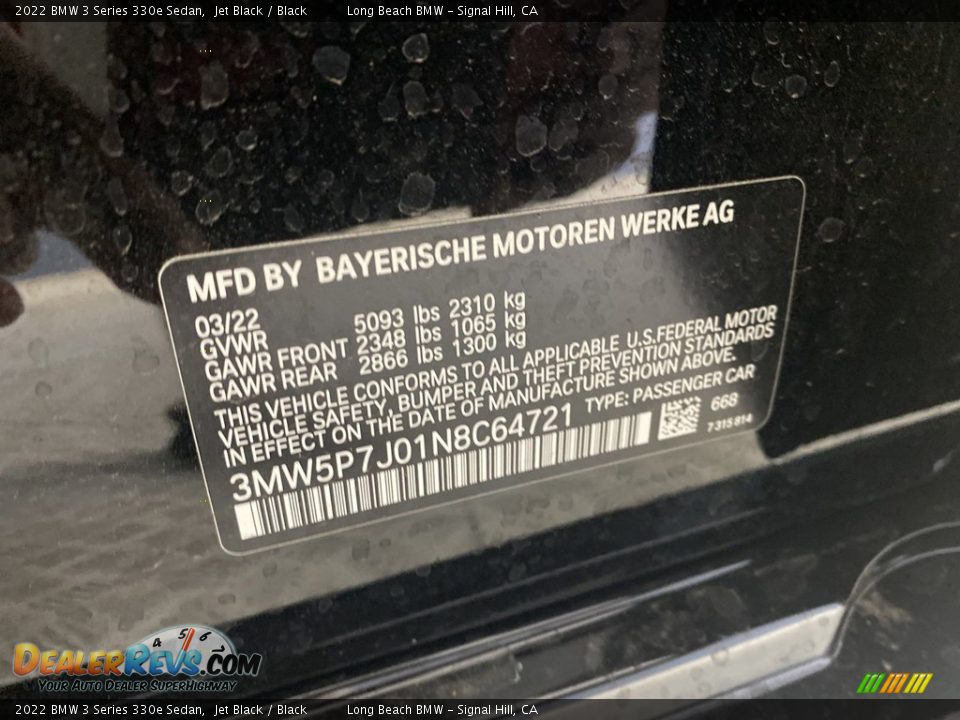 2022 BMW 3 Series 330e Sedan, Jet Black / Black Long Beach BMW - Signal Hill, CA
MFD BY BAYERISCHE MOTOREN WERKE AG
03/22
GVWR 5093 lbs 2310 kg
GAWR FRONT 2348 lbs 1065 kg
GAWR REAR 2866 lbs 1300 kg
THIS VEHICLE CONFORMS TO ALL APPLICABLE U.S.FEDERAL MOTOR
VEHICLE SAFETY, BUMPER AND THEFT PREVENTION STANDARDS
IN EFFECT ON THE DATE OF MANUFACTURE SHOWN ABOVE.
3MW5P7J01N8C64721 TYPE: PASSENGER CAR
668
7315814
4 5 6
DEALERREVS.COM
YOUR AUTO DEALER SUPERHIGHWAY
2022 BMW 3 Series 330e Sedan, Jet Black / Black Long Beach BMW - Signal Hill, CA